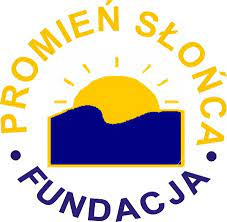 PROMIEŃ SŁOŃCA
• FUNDACJA •